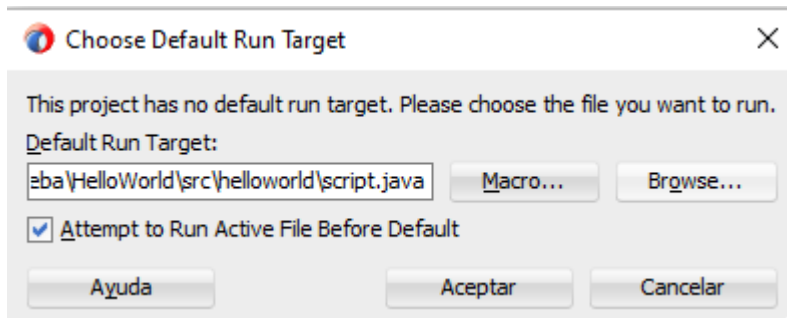 Choose Default Run Target
This project has no default run target. Please choose the file you want to run.
Default Run Target:
eba\HelloWorld\src\helloworld\script.java Macro... Browse...
Attempt to Run Active File Before Default
Ayuda Aceptar Cancelar